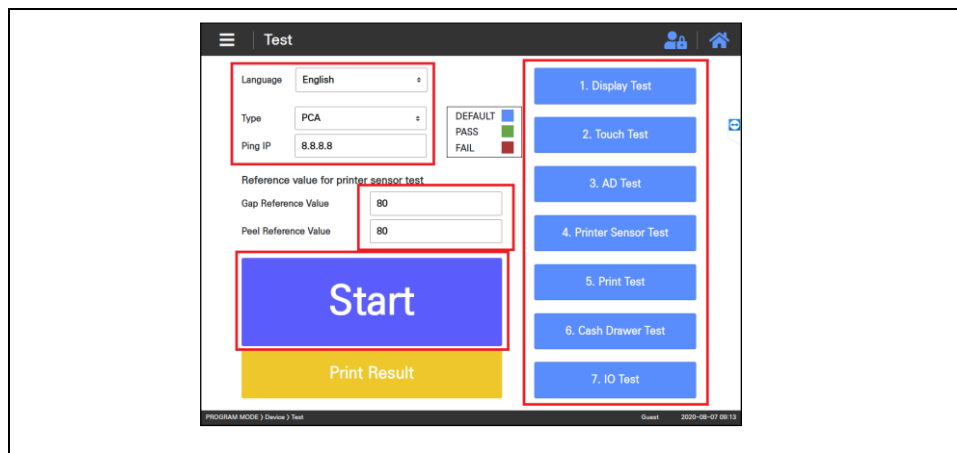 Test
Language English
Type PCA
Ping IP 8.8.8.8
DEFAULT
PASS
FAIL
Reference value for printer sensor test
Gap Reference Value 80
Peel Reference Value 80
Start
Print Result
1. Display Test
2. Touch Test
3. AD Test
4. Printer Sensor Test
5. Print Test
6. Cash Drawer Test
7. IO Test
PROGRAM MODE > Device > Test Guest 2020-08-07 09:13